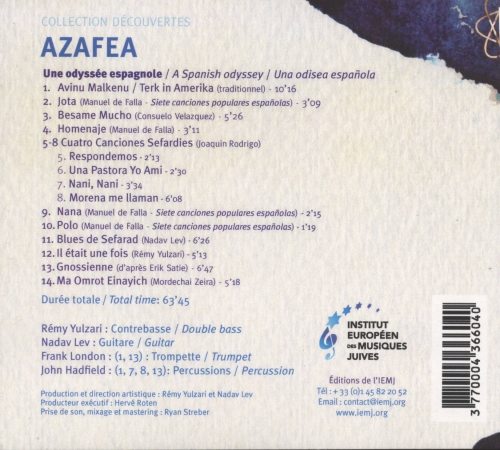 COLLECTION DÉCOUVERTES
AZAFEA
Une odyssée espagnole / A Spanish odyssey / Una odisea española
1. Avinu Malkenu / Terk in Amerika (traditionnel) - 10'16
2. Jota (Manuel de Falla - Siete canciones populares españolas) - 3'09
3. Besame Mucho (Consuelo Velazquez) - 5'26
4. Homenaje (Manuel de Falla) - 3'11
5-8 Cuatro Canciones Sefardies (Joaquin Rodrigo)
5. Respondemos - 2'13
6. Una Pastora Yo Ami - 2'30
7. Nani, Nani - 3'34
8. Morena me llaman - 6'08
9. Nana (Manuel de Falla - Siete canciones populares españolas) - 2'15
10. Polo (Manuel de Falla - Siete canciones populares españolas) - 1'19
11. Blues de Sefarad (Nadav Lev) - 6'26
12. Il était une fois (Rémy Yulzari) - 5'13
13. Gnossienne (d'après Erik Satie) - 6'47
14. Ma Omrot Einayich (Mordechai Zeira) - 5'18
Durée totale / Total time: 63'45
Rémy Yulzari : Contrebasse / Double bass
Nadav Lev : Guitare / Guitar
Frank London : (1, 13) : Trompette / Trumpet
John Hadfield : (1, 7, 8, 13): Percussions / Percussion
Production et direction artistique : Rémy Yulzari et Nadav Lev
Producteur exécutif : Hervé Roten
Prise de son, mixage et mastering : Ryan Streber
INSTITUT
EUROPÉEN
DES MUSIQUES
JUIVES
Éditions de l'IEMJ
Tél : +33 (0)1 45 82 20 52
Email : contact@iemj.org
www.iemj.org
3 770004 366040